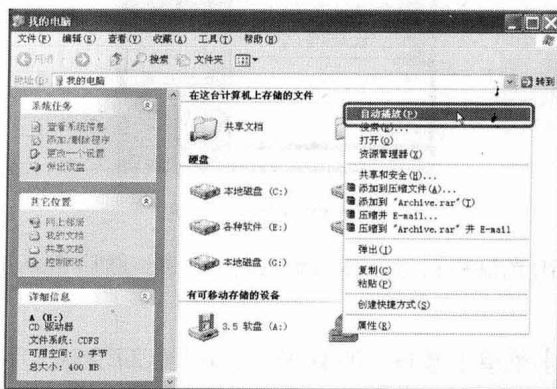 我的电脑
文件(F) 编辑(E) 查看(V) 收藏(A) 工具(T) 帮助(H)
后退 搜索 文件夹
地址(D) 我的电脑 转到
系统任务
查看系统信息
添加/删除程序
更改一个设置
弹出该盘
其它位置
网上邻居
我的文档
共享文档
控制面板
详细信息
A (H:)
CD 驱动器
文件系统: CDFS
可用空间: 0 字节
总大小: 400 MB
在这台计算机上存储的文件
共享文档
硬盘
本地磁盘 (C:)
各种软件 (E:)
本地磁盘 (G:)
有可移动存储的设备
3.5 软盘 (A:)
自动播放(P)
搜索(E)...
打开(O)
资源管理器(X)
共享和安全(H)...
添加到压缩文件(A)...
添加到 "Archive.rar"(T)
压缩并 E-mail...
压缩到 "Archive.rar" 并 E-mail
弹出(J)
复制(C)
粘贴(P)
创建快捷方式(S)
属性(R)